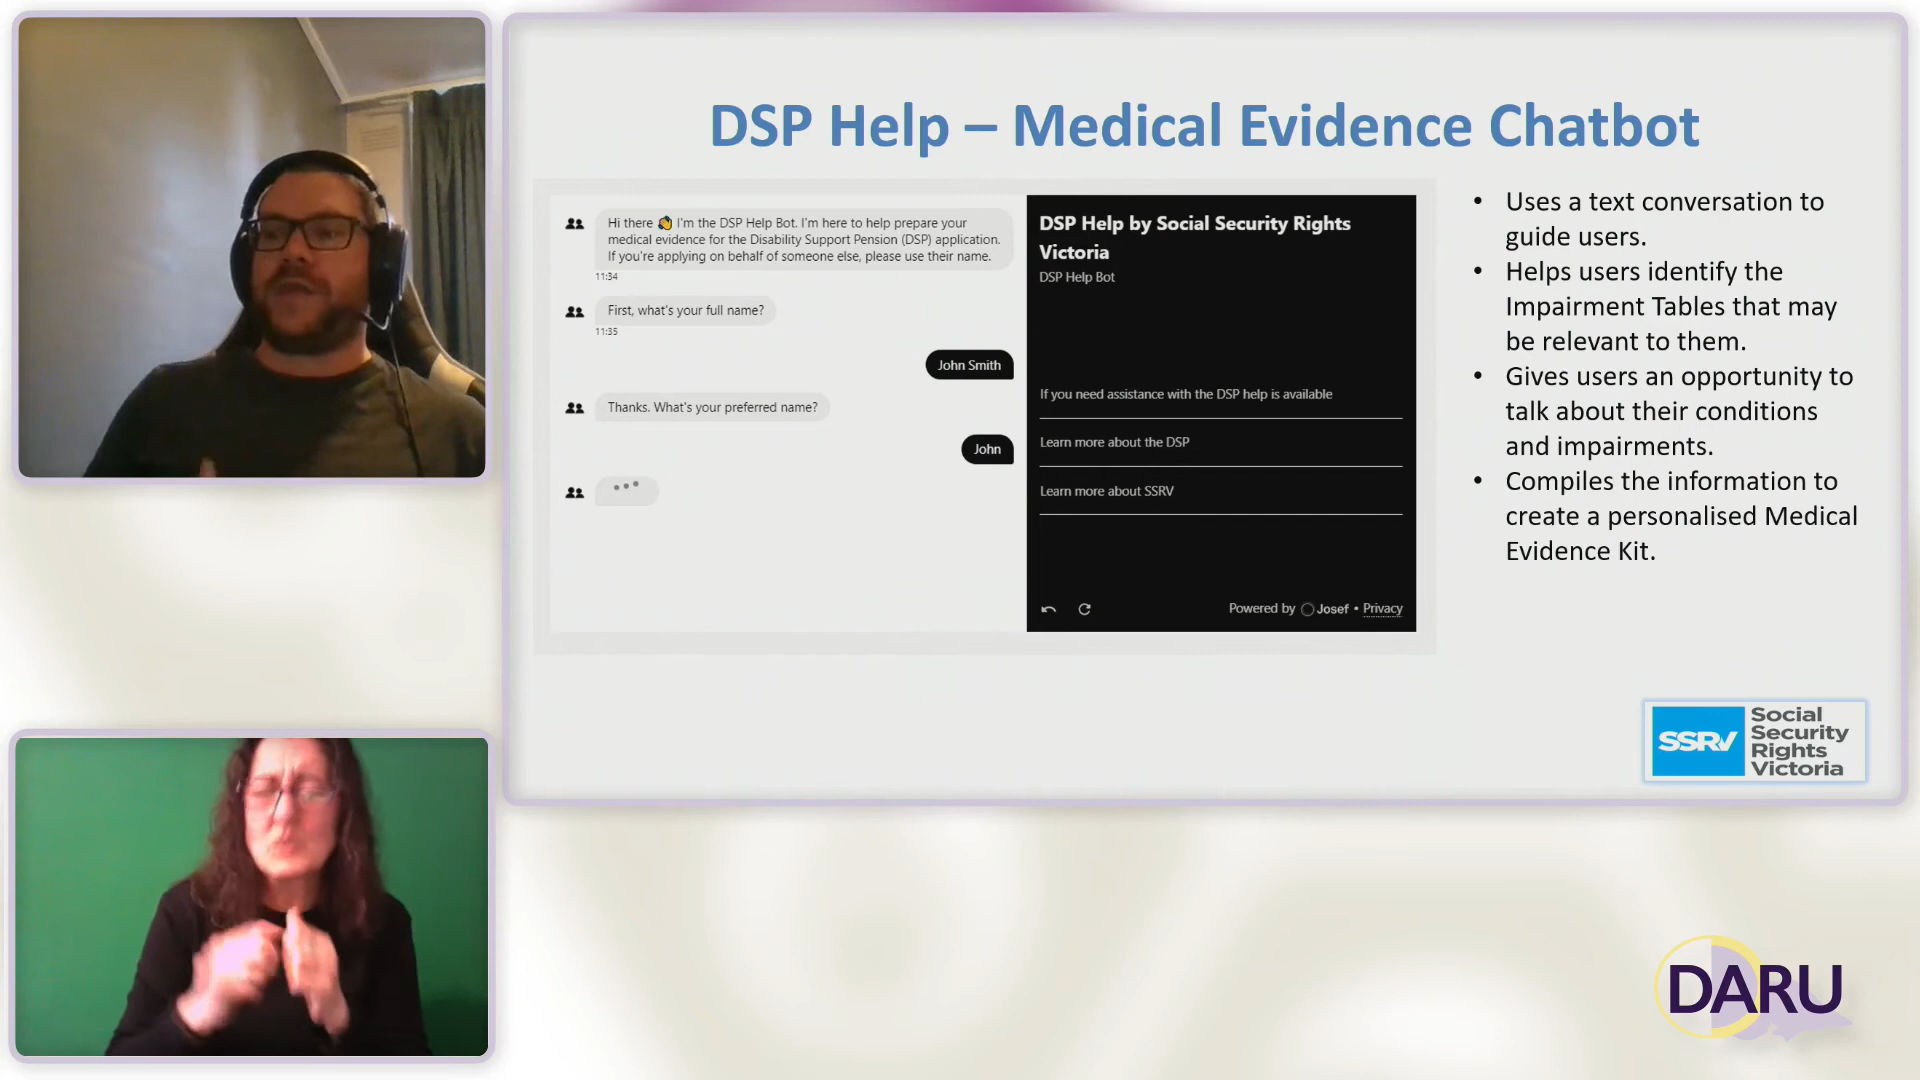 DSP Help – Medical Evidence Chatbot
Hi there 👋 I'm the DSP Help Bot. I'm here to help prepare your
medical evidence for the Disability Support Pension (DSP) application.
If you're applying on behalf of someone else, please use their name.
11:34
First, what's your full name?
11:35
John Smith
Thanks. What's your preferred name?
John
DSP Help by Social Security Rights
Victoria
DSP Help Bot
If you need assistance with the DSP help is available
Learn more about the DSP
Learn more about SSRV
Powered by Josef • Privacy
• Uses a text conversation to
guide users.
• Helps users identify the
Impairment Tables that may
be relevant to them.
• Gives users an opportunity to
talk about their conditions
and impairments.
• Compiles the information to
create a personalised Medical
Evidence Kit.
SSRV
Social
Security
Rights
Victoria
DARU